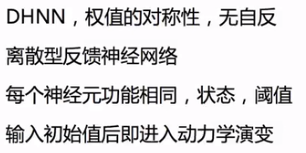 DHNN，权值的对称性，无自反
离散型反馈神经网络
每个神经元功能相同，状态，阈值
输入初始值后即进入动力学演变